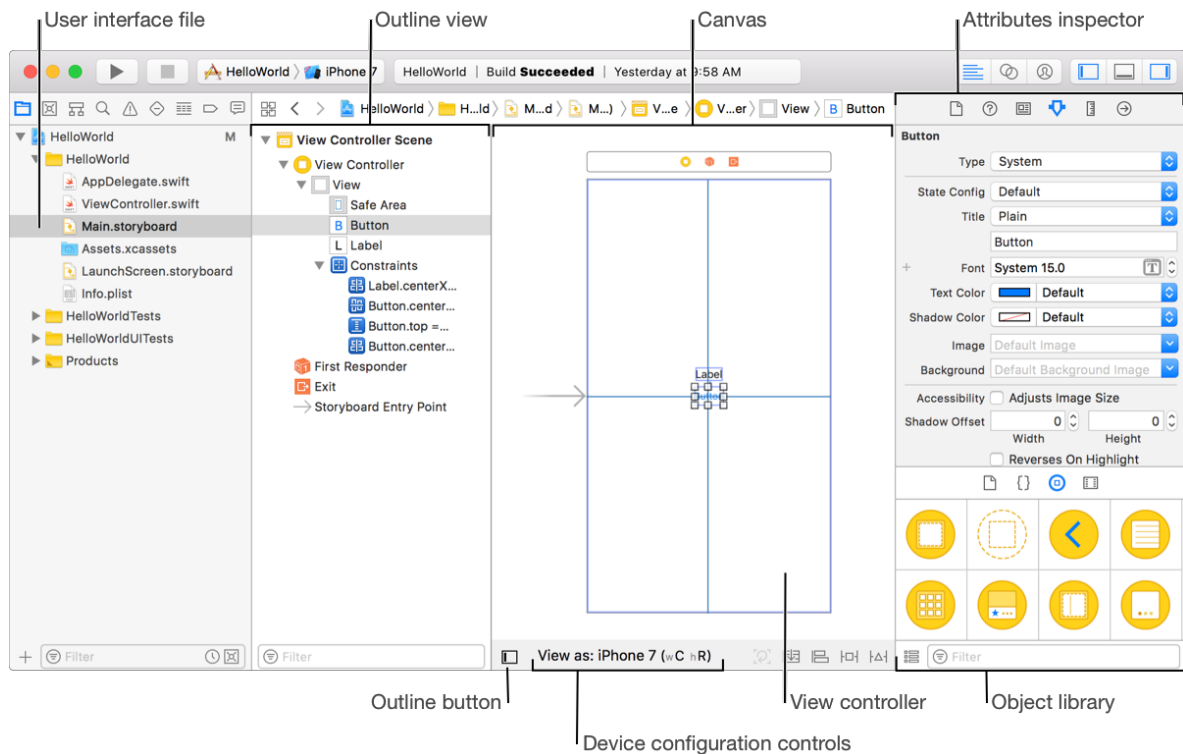 User interface file
Outline view
Canvas
Attributes inspector
HelloWorld
iPhone 7
HelloWorld | Build Succeeded | Yesterday at 9:58 AM
HelloWorld
H...ld
M...d
M...)
V...e
V...er
View
B Button
HelloWorld M
HelloWorld
AppDelegate.swift
ViewController.swift
Main.storyboard
Assets.xcassets
LaunchScreen.storyboard
Info.plist
HelloWorldTests
HelloWorldUITests
Products
Filter
View Controller Scene
View Controller
View
Safe Area
B Button
L Label
Constraints
Label.centerX...
Button.center...
Button.top =...
Button.center...
First Responder
Exit
Storyboard Entry Point
Filter
Label
Button
View as: iPhone 7 (wC hR)
Button
Type System
State Config Default
Title Plain
Button
+ Font System 15.0 T
Text Color Default
Shadow Color Default
Image Default Image
Background Default Background Image
Accessibility Adjusts Image Size
Shadow Offset 0 0
Width Height
Reverses On Highlight
{}
Filter
Outline button
View controller
Object library
Device configuration controls